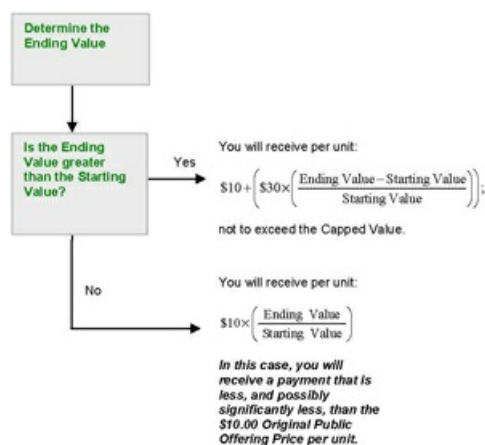 Determine the
Ending Value
Is the Ending
Value greater
than the Starting
Value?
Yes
You will receive per unit:
$10+($30×((Ending Value−Starting Value)/(Starting Value)));
not to exceed the Capped Value.
No
You will receive per unit:
$10×(Ending Value/Starting Value)
In this case, you will
receive a payment that is
less, and possibly
significantly less, than the
$10.00 Original Public
Offering Price per unit.